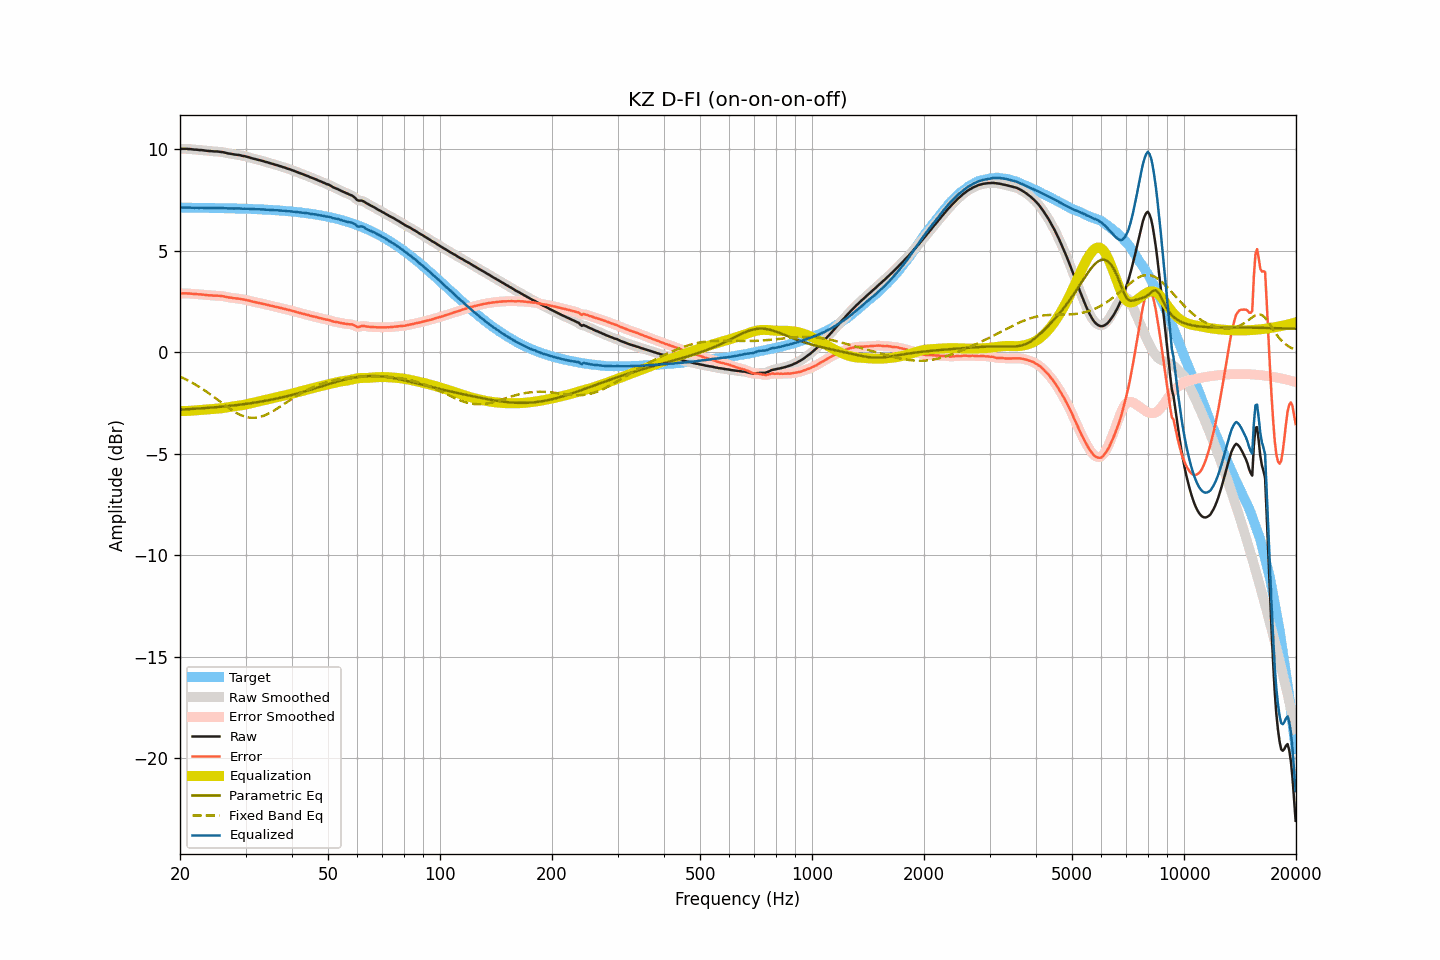 KZ D-FI (on-on-on-off)
Amplitude (dBr)
10
5
0
−5
−10
−15
−20
Target
Raw Smoothed
Error Smoothed
Raw
Error
Equalization
Parametric Eq
Fixed Band Eq
Equalized
20 50 100 200 500 1000 2000 5000 10000 20000
Frequency (Hz)